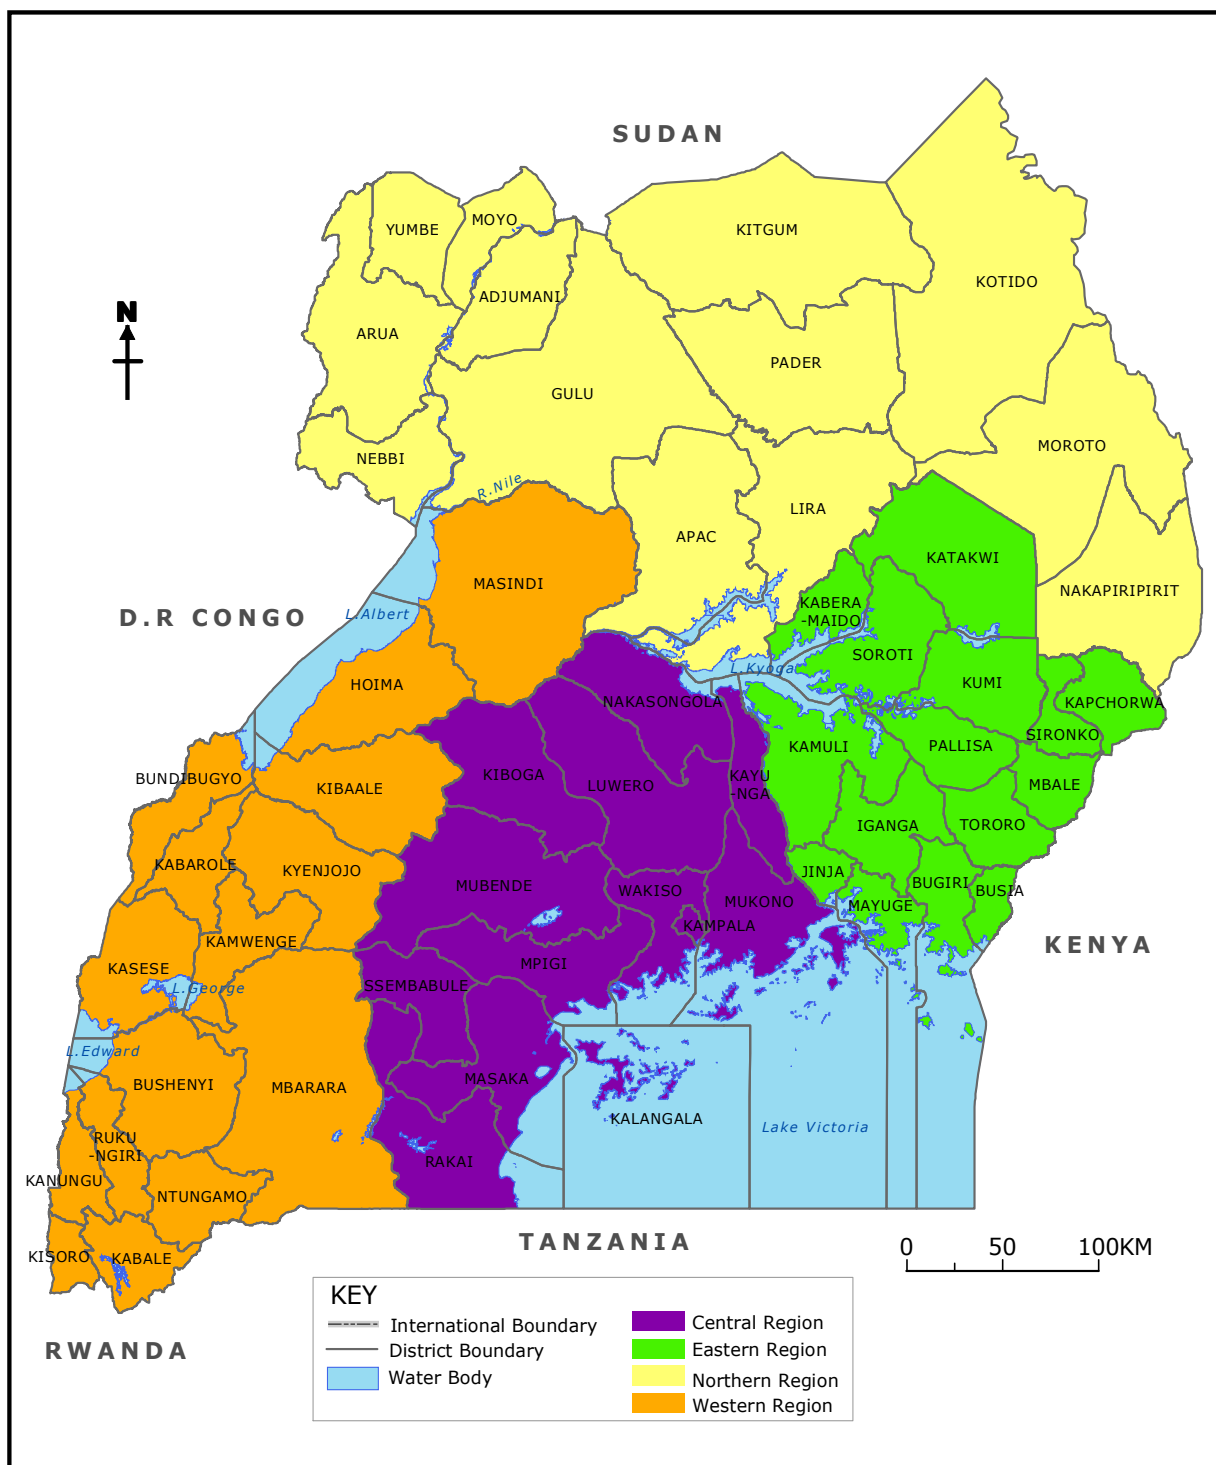 SUDAN
YUMBE
MOYO
KITGUM
KOTIDO
ADJUMANI
N
ARUA
PADER
GULU
MOROTO
NEBBI
R.Nile
LIRA
APAC
KATAKWI
MASINDI
NAKAPIRIPIRIT
KABERA
-MAIDO
D.R CONGO
L.Albert
SOROTI
L.Kyoga
KUMI
HOIMA
NAKASONGOLA
KAPCHORWA
SIRONKO
KAMULI
PALLISA
BUNDIBUGYO
KIBOGA
KAYU
-NGA
LUWERO
MBALE
KIBAALE
IGANGA
TORORO
KABAROLE
KYENJOJO
JINJA
MUBENDE
WAKISO
BUGIRI
BUSIA
MUKONO
MAYUGE
KAMPALA
KAMWENGE
KENYA
MPIGI
KASESE
L.George
SSEMBABULE
L.Edward
BUSHENYI
MBARARA
MASAKA
KALANGALA
Lake Victoria
RUKU
-NGIRI
RAKAI
KANUNGU
NTUNGAMO
TANZANIA
KISORO
KABALE
0 50 100KM
RWANDA
KEY
International Boundary
District Boundary
Water Body
Central Region
Eastern Region
Northern Region
Western Region